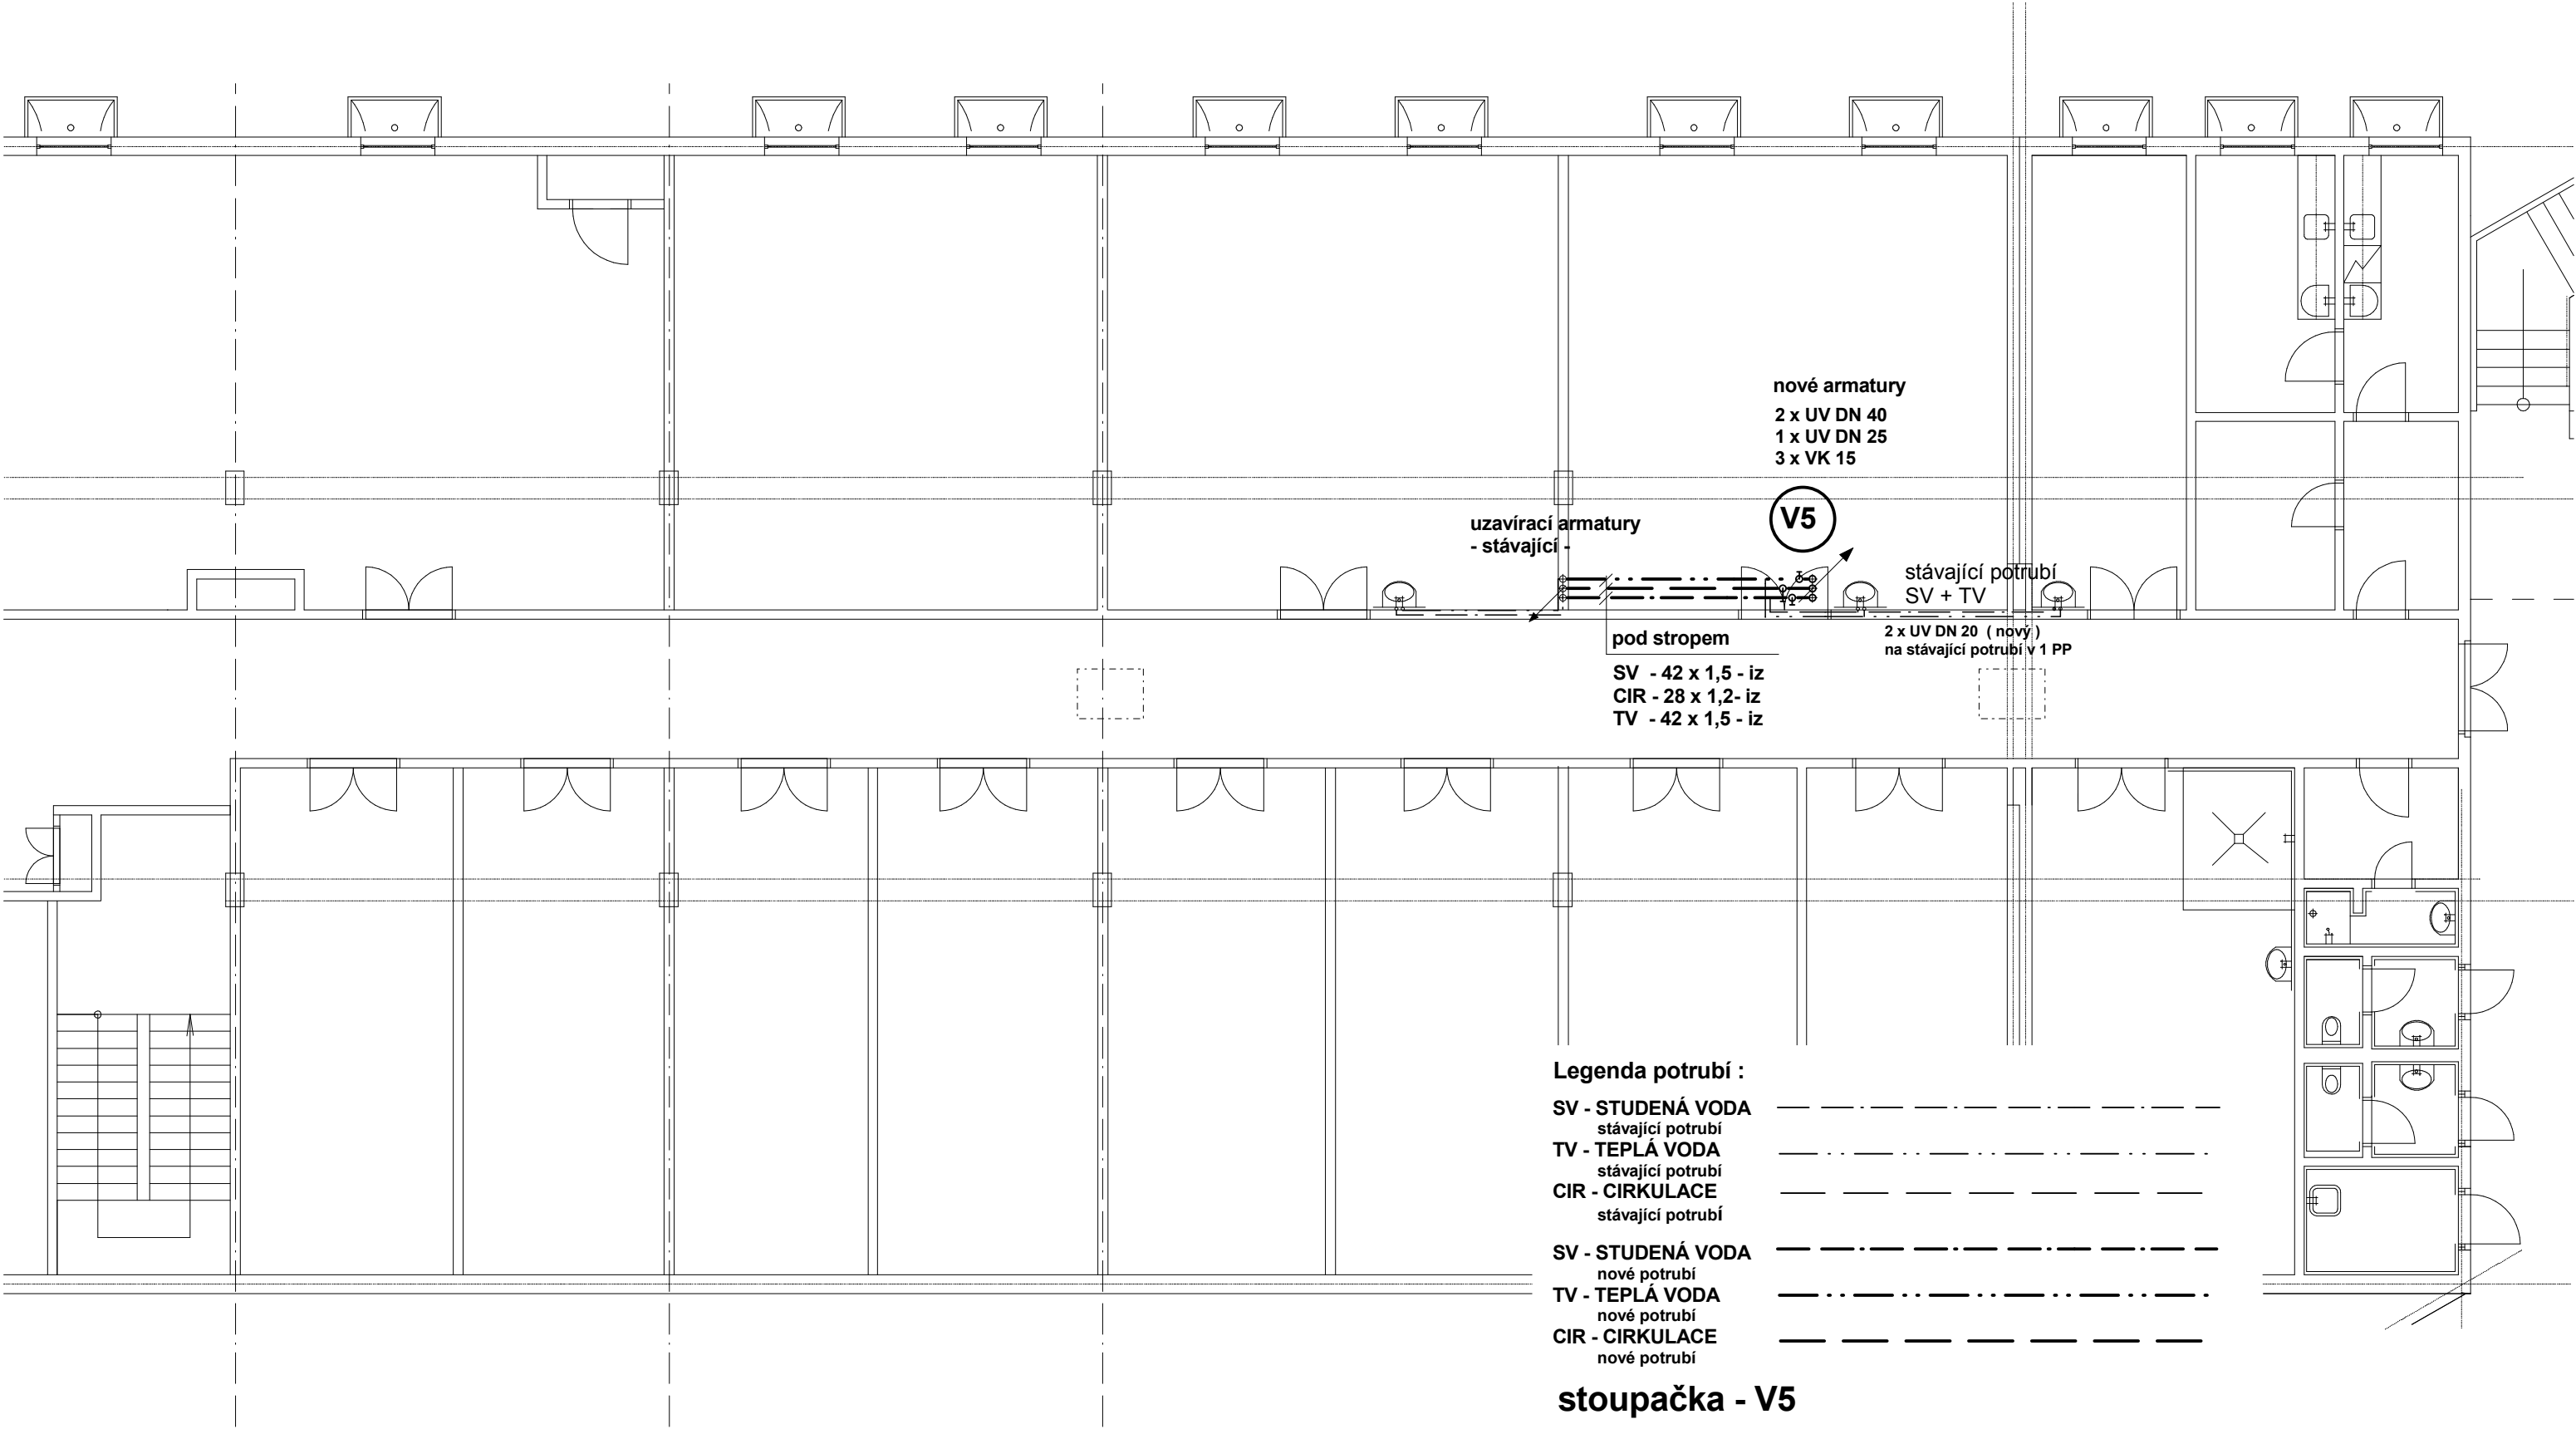 nové armatury
2 x UV DN 40
1 x UV DN 25
3 x VK 15
V5
uzavírací armatury
- stávající -
stávající potrubí
SV + TV
2 x UV DN 20 ( nový )
na stávající potrubí v 1 PP
pod stropem
SV - 42 x 1,5 - iz
CIR - 28 x 1,2- iz
TV - 42 x 1,5 - iz
Legenda potrubí :
SV - STUDENÁ VODA
stávající potrubí
TV - TEPLÁ VODA
stávající potrubí
CIR - CIRKULACE
stávající potrubí
SV - STUDENÁ VODA
nové potrubí
TV - TEPLÁ VODA
nové potrubí
CIR - CIRKULACE
nové potrubí
stoupačka - V5